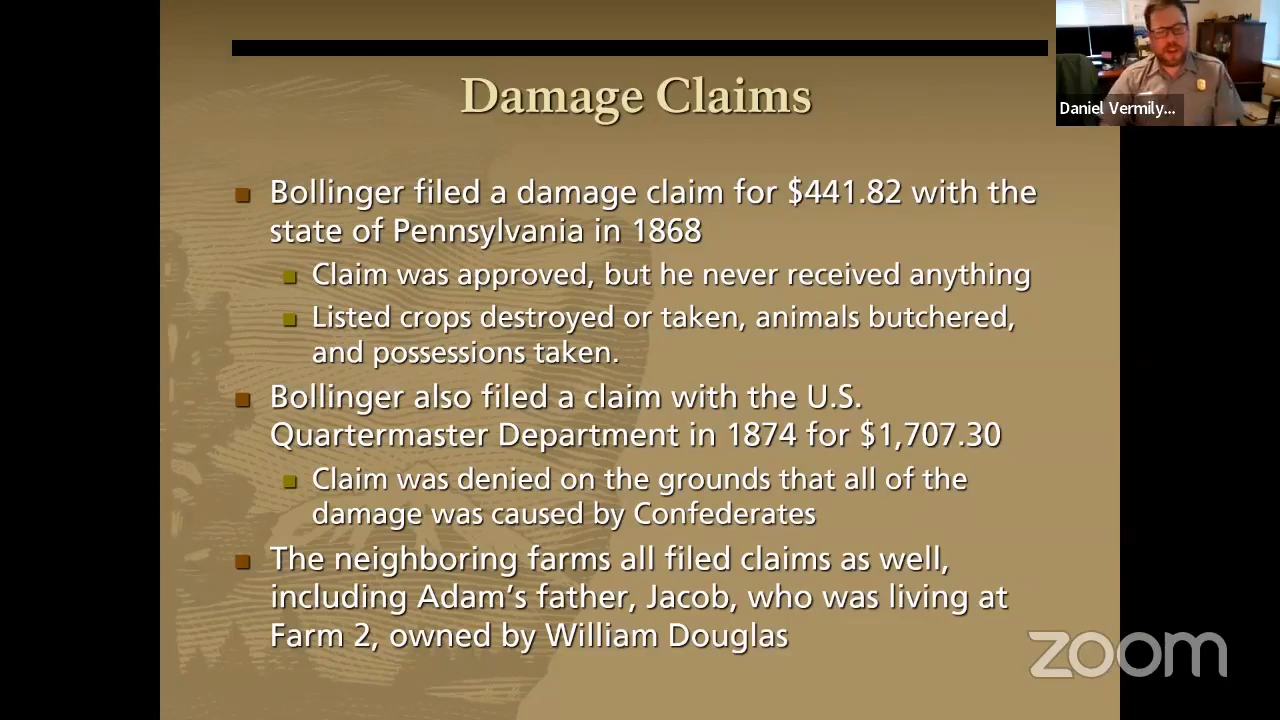 Damage Claims
Daniel Vermily...
Bollinger filed a damage claim for $441.82 with the
state of Pennsylvania in 1868
Claim was approved, but he never received anything
Listed crops destroyed or taken, animals butchered,
and possessions taken.
Bollinger also filed a claim with the U.S.
Quartermaster Department in 1874 for $1,707.30
Claim was denied on the grounds that all of the
damage was caused by Confederates
The neighboring farms all filed claims as well,
including Adam’s father, Jacob, who was living at
Farm 2, owned by William Douglas
zoom